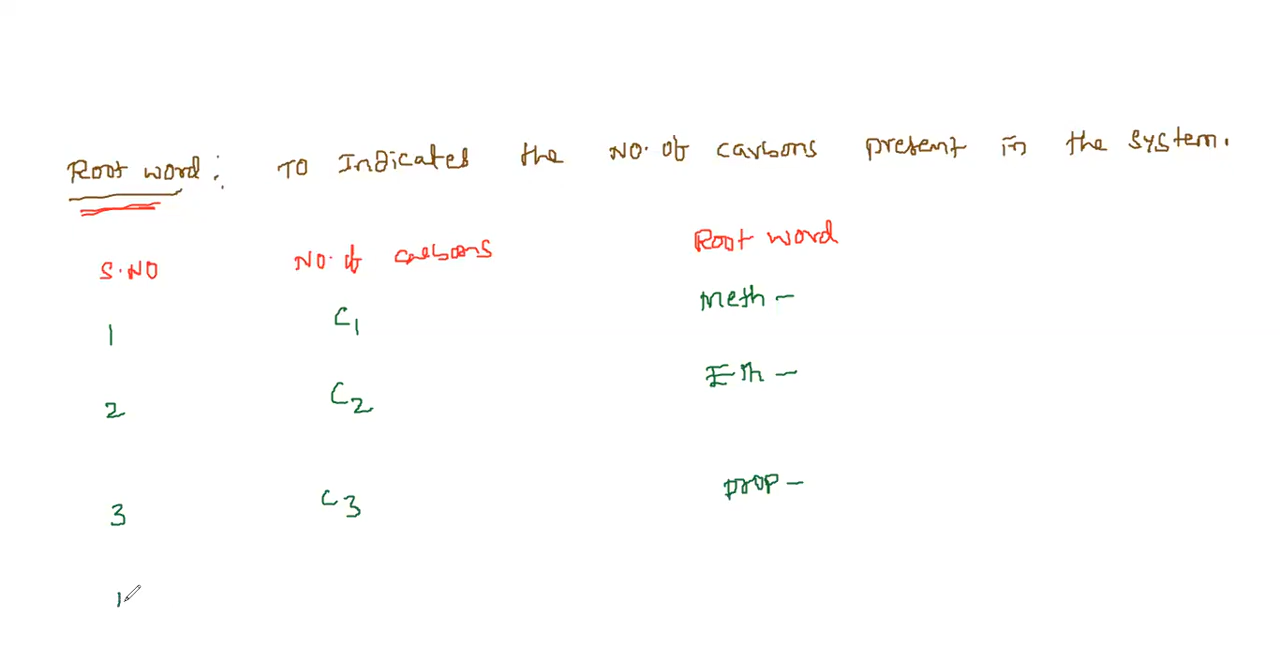 Root word : To Indicates the NO. of carbons present in the system.
S.NO NO. of carbons Root word
1 C1 Meth -
2 C2 Eth -
3 C3 prop -